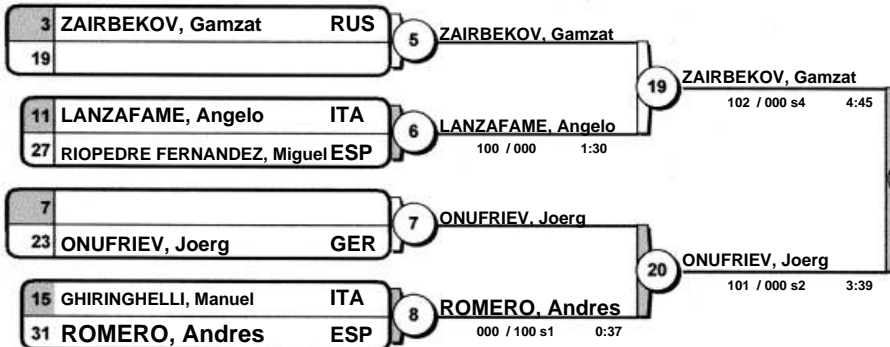 3 ZAIRBEKOV, Gamzat RUS
19
5
ZAIRBEKOV, Gamzat
11 LANZAFAME, Angelo ITA
27 RIOPEDRE FERNANDEZ, Miguel ESP
6
LANZAFAME, Angelo
100 / 000 1:30
19
ZAIRBEKOV, Gamzat
102 / 000 s4 4:45
7
23 ONUFRIEV, Joerg GER
7
ONUFRIEV, Joerg
15 GHIRINGHELLI, Manuel ITA
31 ROMERO, Andres ESP
8
ROMERO, Andres
000 / 100 s1 0:37
20
ONUFRIEV, Joerg
101 / 000 s2 3:39